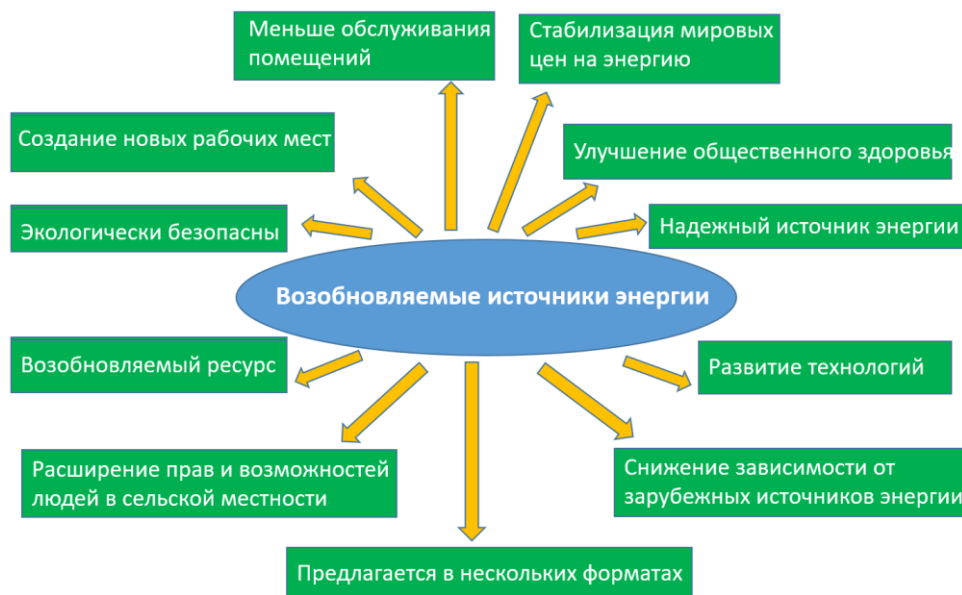 Меньше обслуживания
помещений
Стабилизация мировых
цен на энергию
Создание новых рабочих мест
Улучшение общественного здоровья
Экологически безопасны
Надежный источник энергии
Возобновляемые источники энергии
Возобновляемый ресурс
Развитие технологий
Расширение прав и возможностей
людей в сельской местности
Снижение зависимости от
зарубежных источников энергии
Предлагается в нескольких форматах